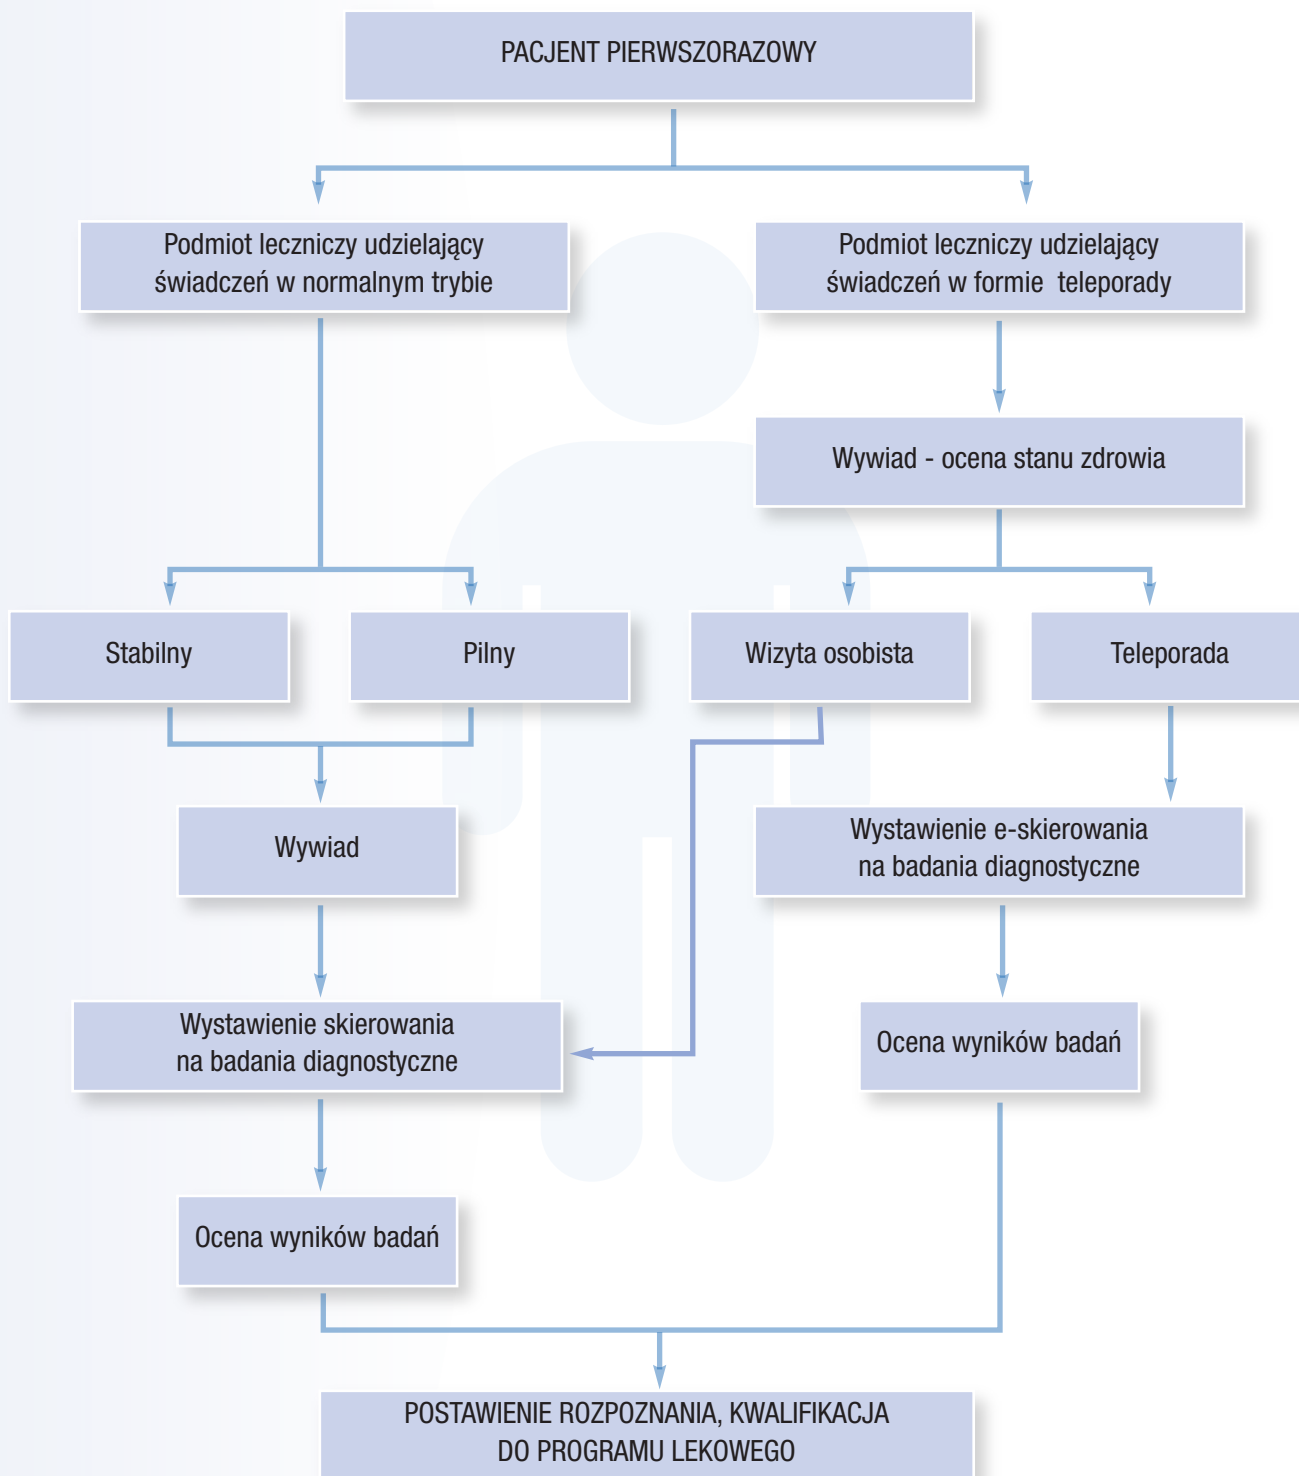 PACJENT PIERWSZORAZOWY
Podmiot leczniczy udzielający
świadczeń w normalnym trybie
Podmiot leczniczy udzielający
świadczeń w formie teleporady
Wywiad - ocena stanu zdrowia
Stabilny
Pilny
Wizyta osobista
Teleporada
Wywiad
Wystawienie e-skierowania
na badania diagnostyczne
Wystawienie skierowania
na badania diagnostyczne
Ocena wyników badań
Ocena wyników badań
POSTAWIENIE ROZPOZNANIA, KWALIFIKACJA
DO PROGRAMU LEKOWEGO